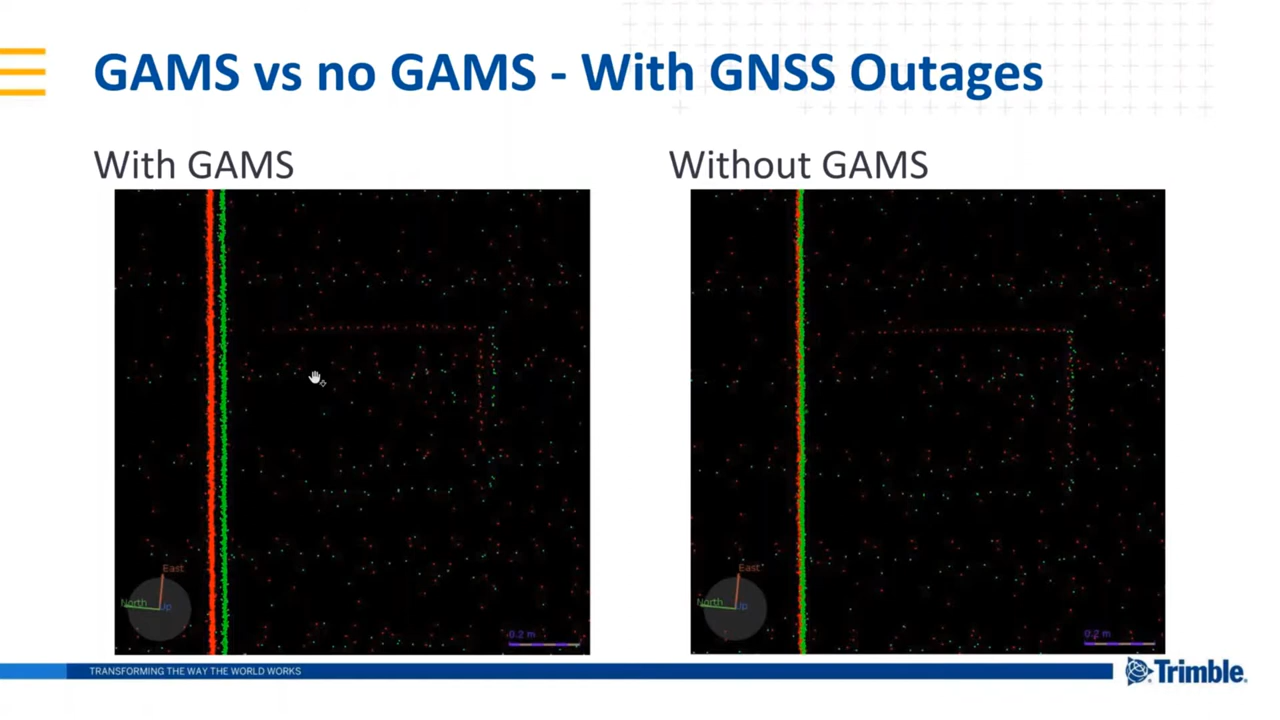 GAMS vs no GAMS - With GNSS Outages
With GAMS
Without GAMS
East
North
Up
0.2 m
East
North
Up
0.2 m
TRANSFORMING THE WAY THE WORLD WORKS
Trimble